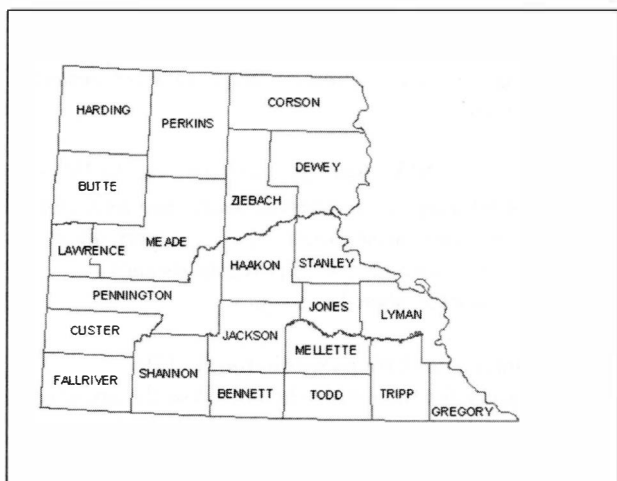 CORSON
HARDING
PERKINS
DEWEY
BUTTE
ZIEBACH
MEADE
LAWRENCE
HAAKON
STANLEY
PENNINGTON
JONES
LYMAN
CUSTER
JACKSON
MELLETTE
SHANNON
FALLRIVER
BENNETT
TODD
TRIPP
GREGORY